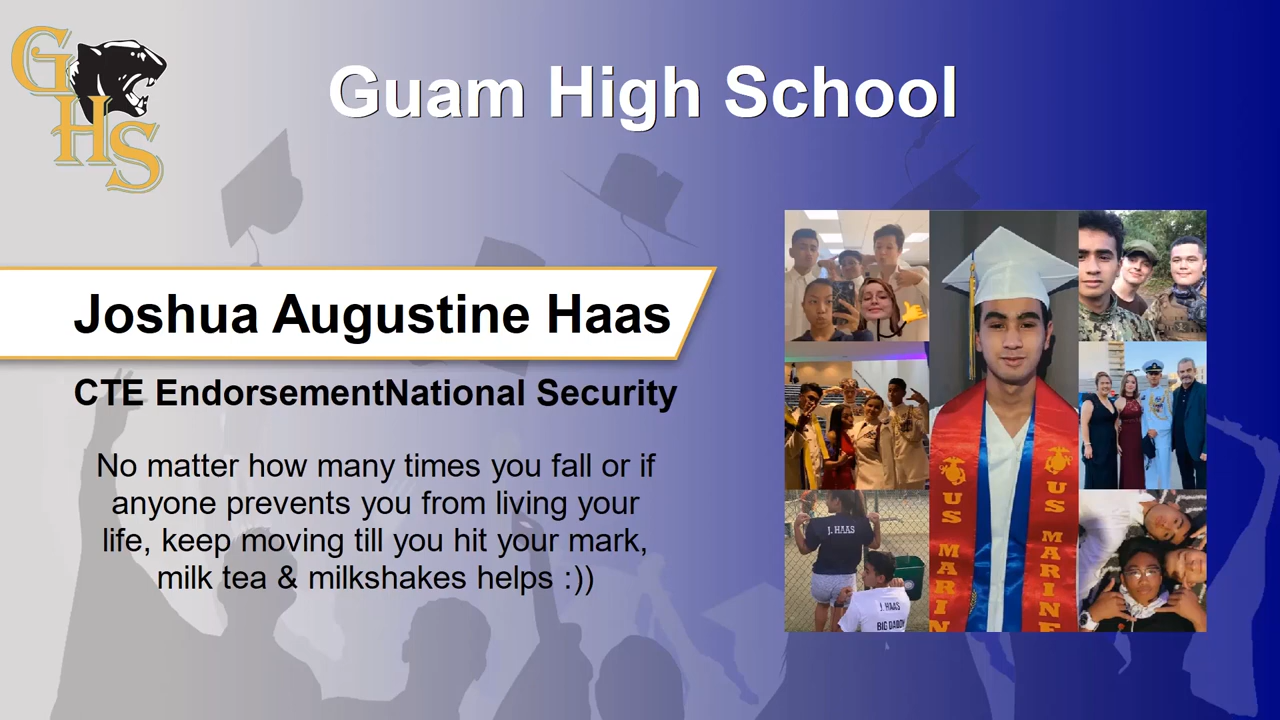 GHS
Guam High School
Joshua Augustine Haas
CTE EndorsementNational Security
No matter how many times you fall or if
anyone prevents you from living your
life, keep moving till you hit your mark,
milk tea & milkshakes helps :))
J. HAAS
J. HAAS
BIG DADDY
US MARIN
US MARINE